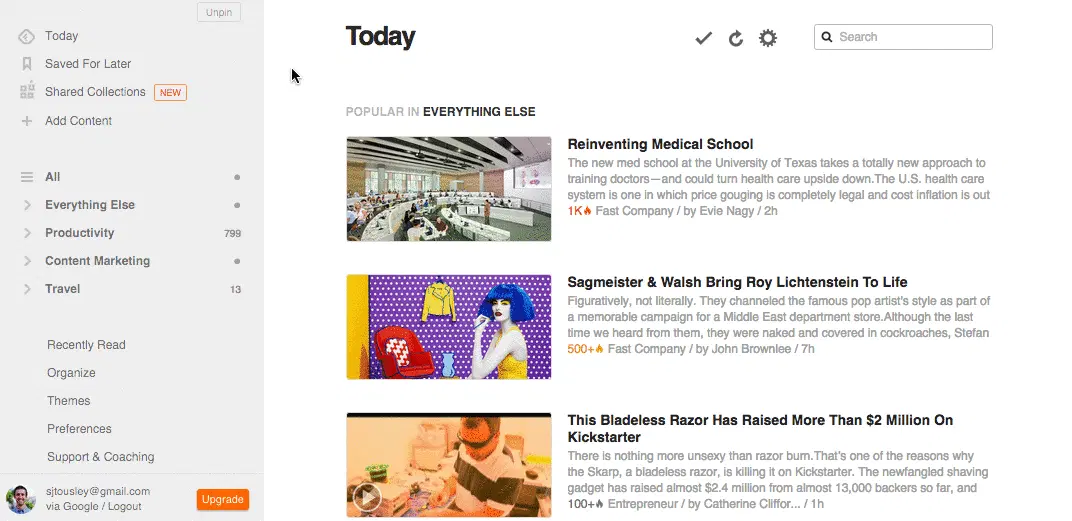 Unpin
Today
Saved For Later
Shared Collections NEW
Add Content
All
Everything Else
Productivity 799
Content Marketing
Travel 13
Recently Read
Organize
Themes
Preferences
Support & Coaching
sjtousley@gmail.com
via Google / Logout
Upgrade
Today
Search
POPULAR IN EVERYTHING ELSE
Reinventing Medical School
The new med school at the University of Texas takes a totally new approach to
training doctors—and could turn health care upside down.The U.S. health care
system is one in which price gouging is completely legal and cost inflation is out
1K Fast Company / by Evie Nagy / 2h
Sagmeister & Walsh Bring Roy Lichtenstein To Life
Figuratively, not literally. They channeled the famous pop artist's style as part of
a memorable campaign for a Middle East department store.Although the last
time we heard from them, they were naked and covered in cockroaches, Stefan
500+ Fast Company / by John Brownlee / 7h
This Bladeless Razor Has Raised More Than $2 Million On
Kickstarter
There is nothing more unsexy than razor burn.That's one of the reasons why
the Skarp, a bladeless razor, is killing it on Kickstarter. The newfangled shaving
gadget has raised almost $2.4 million from almost 13,000 backers so far, and
100+ Entrepreneur / by Catherine Cliffor... / 1h